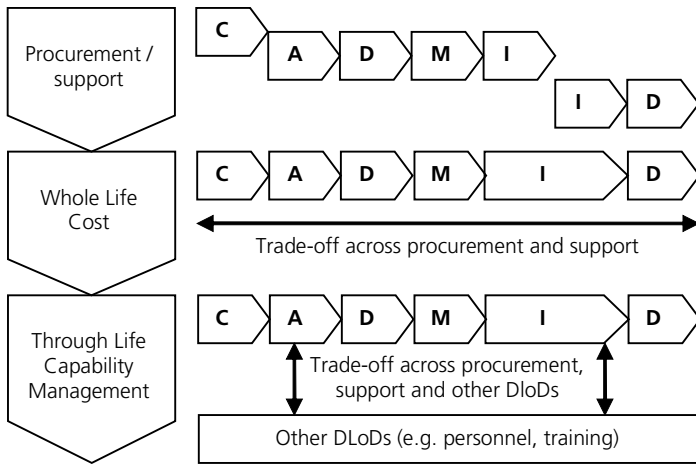 Procurement /
support
C
A D M I
I D
Whole Life
Cost
C A D M I D
Trade-off across procurement and support
Through Life
Capability
Management
C A D M I D
Trade-off across procurement,
support and other DloDs
Other DLoDs (e.g. personnel, training)